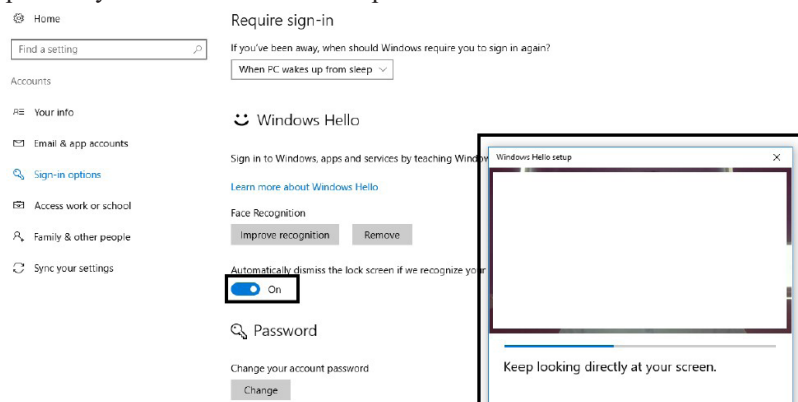 Home
Find a setting
Accounts
Your info
Email & app accounts
Sign-in options
Access work or school
Family & other people
Sync your settings
Require sign-in
If you've been away, when should Windows require you to sign in again?
When PC wakes up from sleep
Windows Hello
Sign in to Windows, apps and services by teaching
Learn more about Windows Hello
Face Recognition
Improve recognition Remove
Automatically dismiss the lock screen if we recognize your
On
Password
Change your account password
Change
Windows Hello setup
Keep looking directly at your screen.